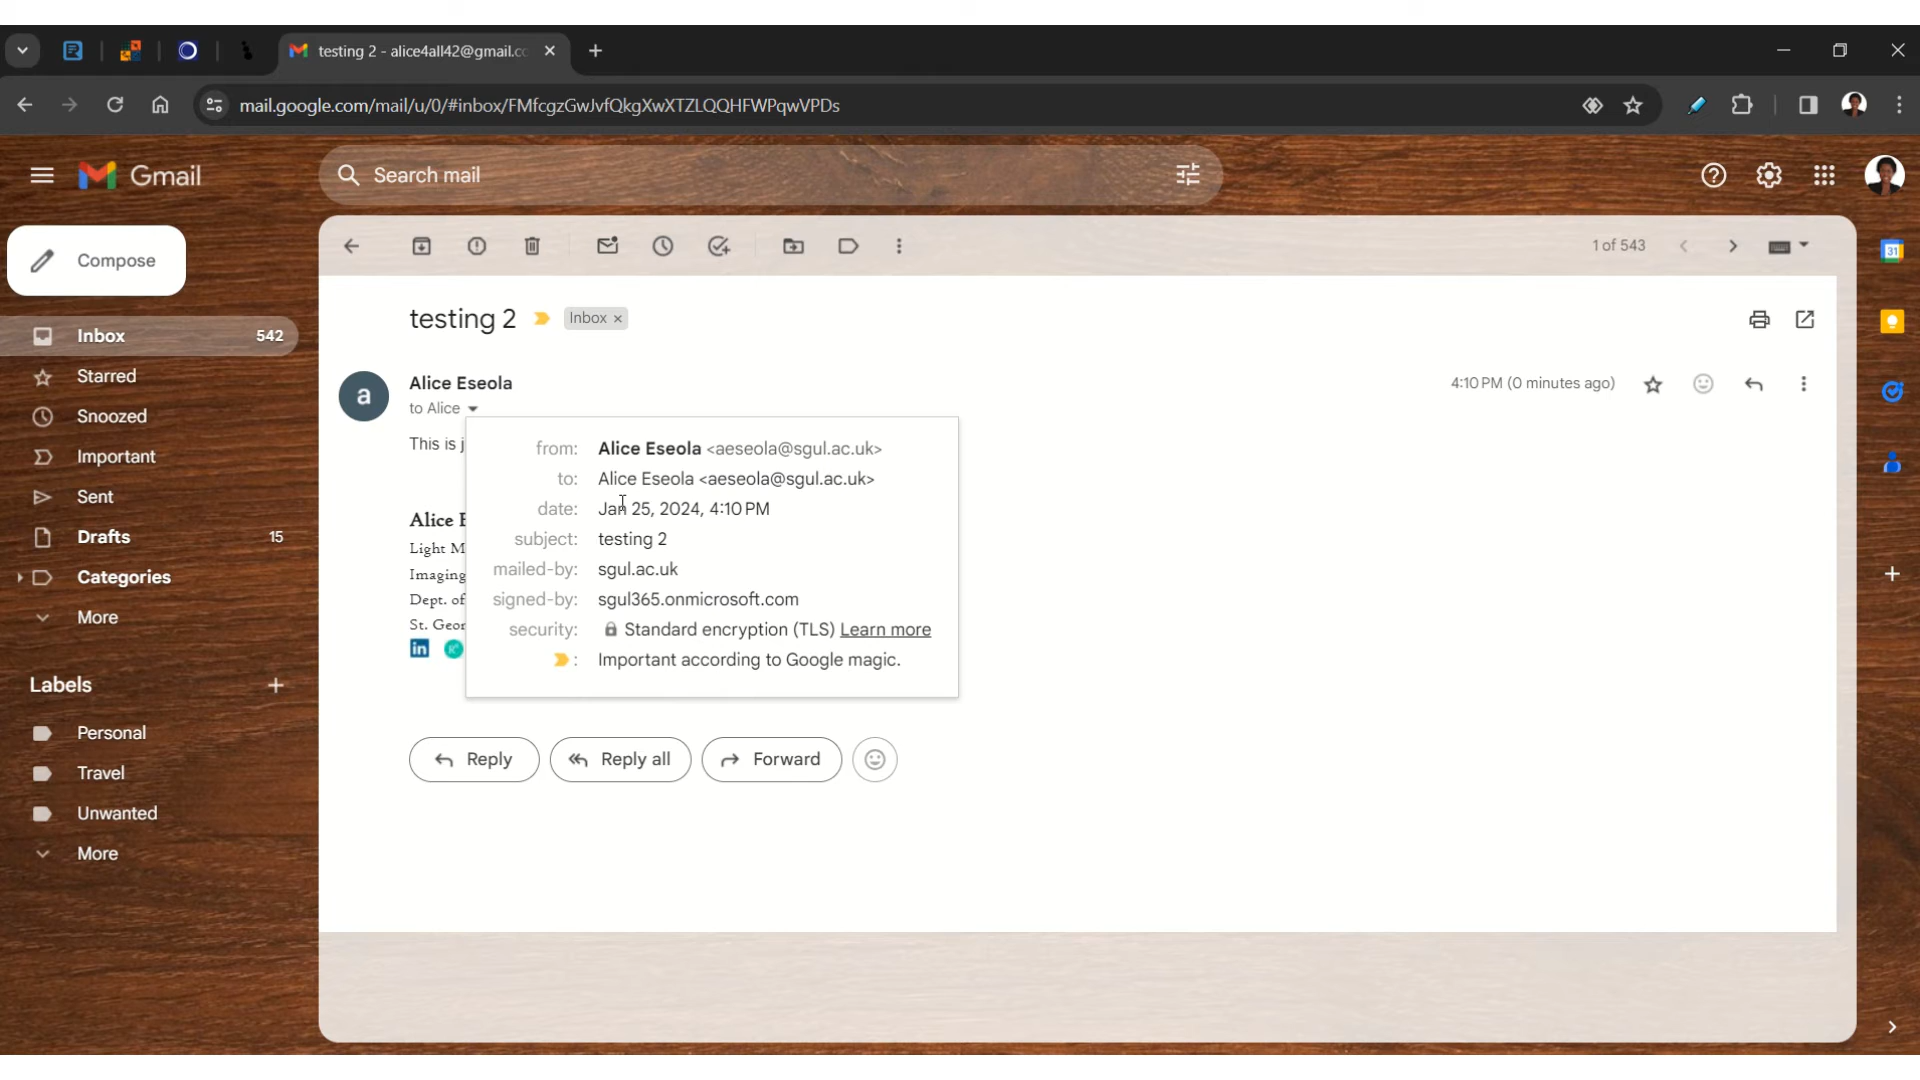 testing 2 - alice4all42@gmail.cc
mail.google.com/mail/u/0/#inbox/FMfcgzGwJvfQkgXwXTZLQQHFWPqwVPDs
Gmail
Search mail
Compose
1 of 543
31
testing 2
Inbox ×
Inbox 542
Starred
Snoozed
Important
Sent
Drafts 15
Categories
More
Labels
Personal
Travel
Unwanted
More
a
Alice Eseola
4:10 PM (0 minutes ago)
to Alice
This is j
from: Alice Eseola <aeseola@sgul.ac.uk>
to: Alice Eseola <aeseola@sgul.ac.uk>
date: Jan 25, 2024, 4:10 PM
subject: testing 2
mailed-by: sgul.ac.uk
signed-by: sgul365.onmicrosoft.com
security: Standard encryption (TLS) Learn more
: Important according to Google magic.
Alice E
Light M
Imaging
Dept. of
St. Geor
in
R
Reply
Reply all
Forward